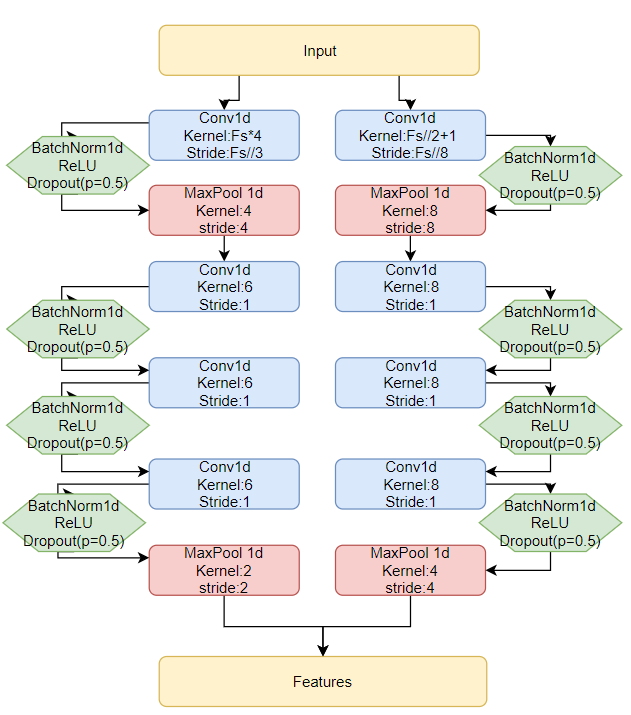 Input
Conv1d
Kernel:Fs*4
Stride:Fs//3
Conv1d
Kernel:Fs//2+1
Stride:Fs//8
BatchNorm1d
ReLU
Dropout(p=0.5)
BatchNorm1d
ReLU
Dropout(p=0.5)
MaxPool 1d
Kernel:4
stride:4
MaxPool 1d
Kernel:8
stride:8
Conv1d
Kernel:6
Stride:1
Conv1d
Kernel:8
Stride:1
BatchNorm1d
ReLU
Dropout(p=0.5)
BatchNorm1d
ReLU
Dropout(p=0.5)
Conv1d
Kernel:6
Stride:1
Conv1d
Kernel:8
Stride:1
BatchNorm1d
ReLU
Dropout(p=0.5)
BatchNorm1d
ReLU
Dropout(p=0.5)
Conv1d
Kernel:6
Stride:1
Conv1d
Kernel:8
Stride:1
BatchNorm1d
ReLU
Dropout(p=0.5)
BatchNorm1d
ReLU
Dropout(p=0.5)
MaxPool 1d
Kernel:2
stride:2
MaxPool 1d
Kernel:4
stride:4
Features